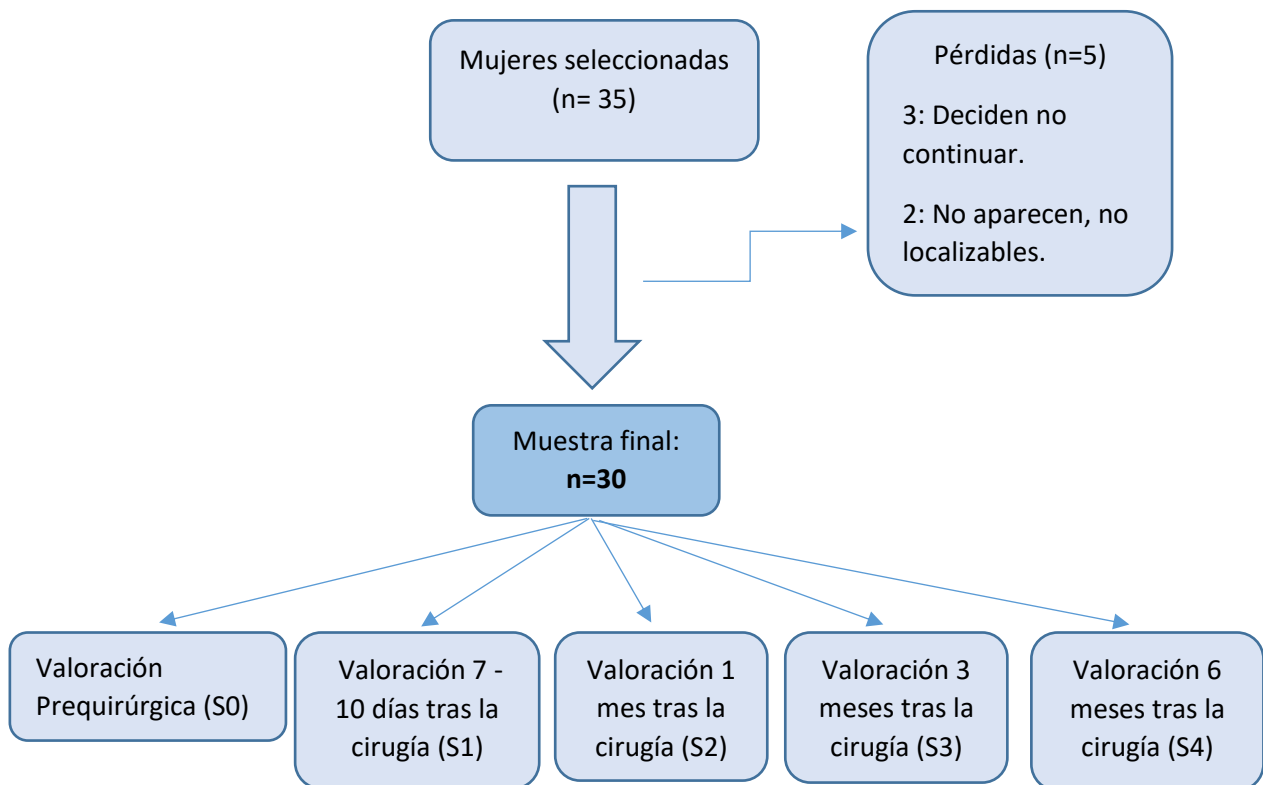 Mujeres seleccionadas
(n= 35)
Pérdidas (n=5)
3: Deciden no
continuar.
2: No aparecen, no
localizables.
Muestra final:
n=30
Valoración
Prequirúrgica (S0)
Valoración 7 -
10 días tras la
cirugía (S1)
Valoración 1
mes tras la
cirugía (S2)
Valoración 3
meses tras la
cirugía (S3)
Valoración 6
meses tras la
cirugía (S4)